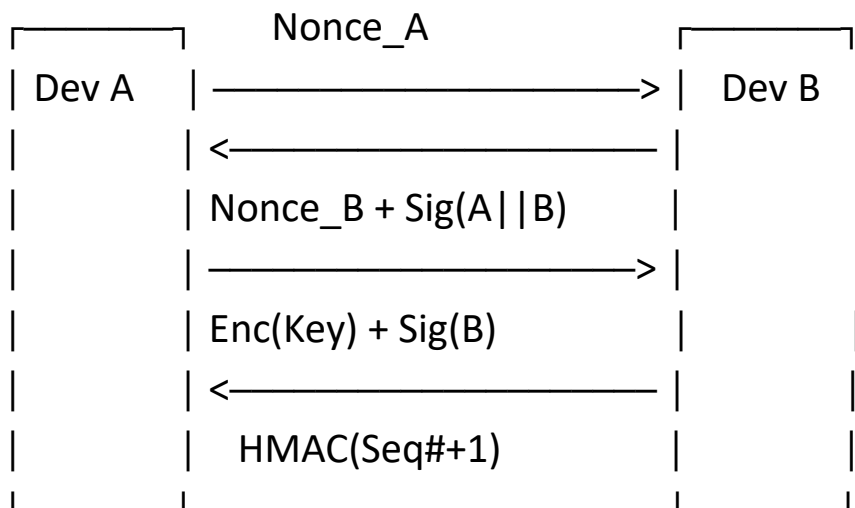 Nonce_A
Dev A Dev B
Nonce_B + Sig(A||B)
Enc(Key) + Sig(B)
HMAC(Seq#+1)